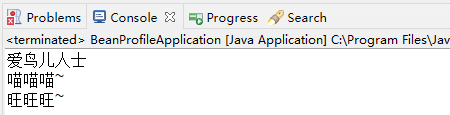 Problems Console Progress Search
<terminated> BeanProfileApplication [Java Application] C:\Program Files\Jav
爱鸟儿人士
喵喵喵~
旺旺旺~